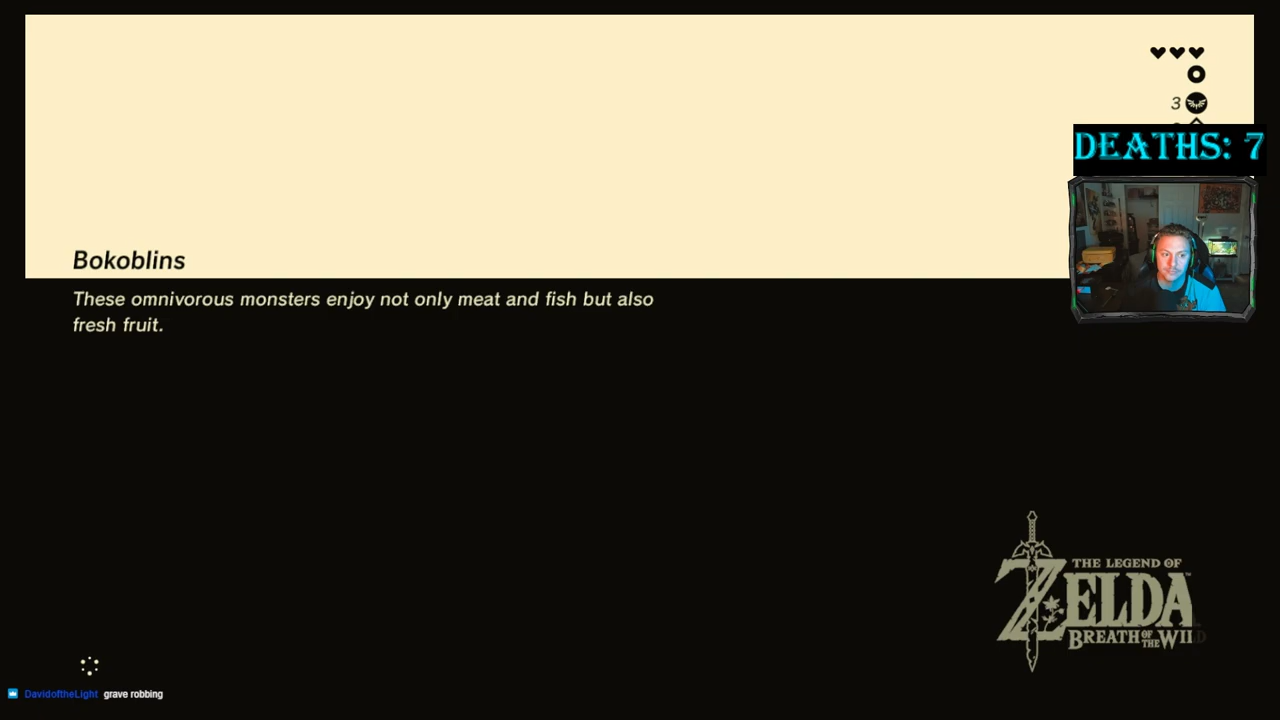 3
DEATHS: 7
Bokoblins
These omnivorous monsters enjoy not only meat and fish but also
fresh fruit.
THE LEGEND OF
ZELDA
BREATH OF THE WILD
DavidoftheLight grave robbing